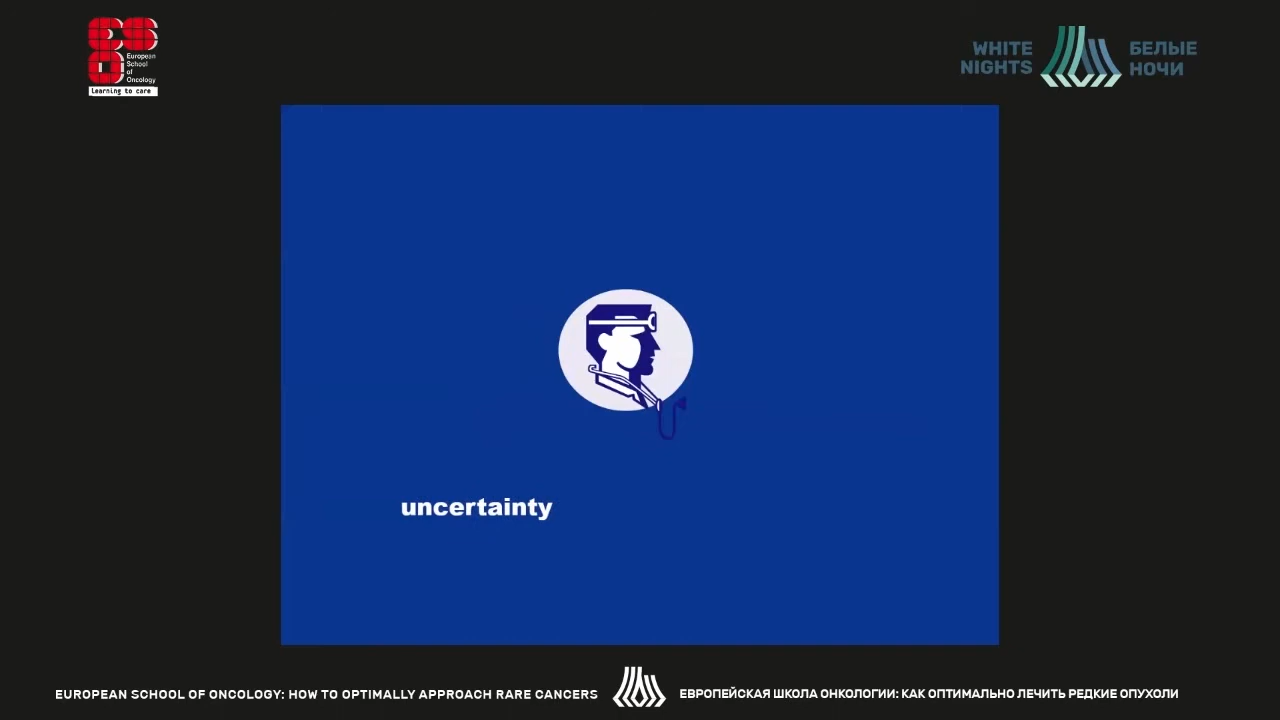 ESO
European
School
of
Oncology
Learning to care
WHITE
NIGHTS
БЕЛЫЕ
НОЧИ
uncertainty
EUROPEAN SCHOOL OF ONCOLOGY: HOW TO OPTIMALLY APPROACH RARE CANCERS
ЕВРОПЕЙСКАЯ ШКОЛА ОНКОЛОГИИ: КАК ОПТИМАЛЬНО ЛЕЧИТЬ РЕДКИЕ ОПУХОЛИ